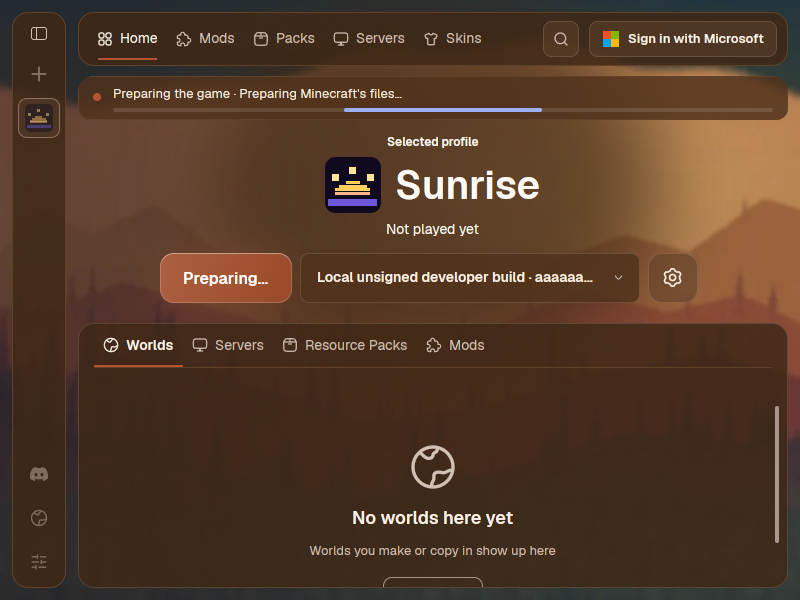 Home
Mods
Packs
Servers
Skins
Sign in with Microsoft
Preparing the game · Preparing Minecraft's files...
Selected profile
Sunrise
Not played yet
Preparing...
Local unsigned developer build · aaaaaa...
Worlds
Servers
Resource Packs
Mods
No worlds here yet
Worlds you make or copy in show up here